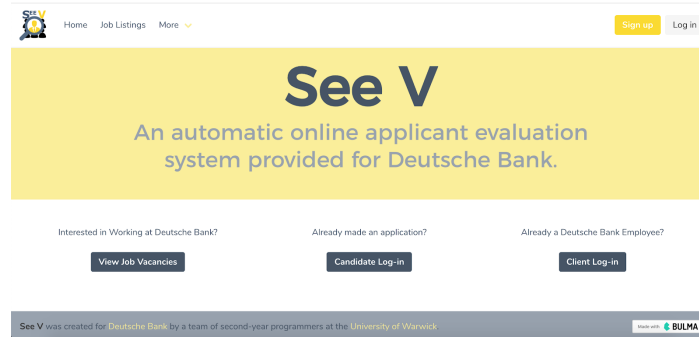 See V
Home Job Listings More Sign up Log in
See V
An automatic online applicant evaluation
system provided for Deutsche Bank.
Interested in Working at Deutsche Bank? Already made an application? Already a Deutsche Bank Employee?
View Job Vacancies Candidate Log-in Client Log-in
See V was created for Deutsche Bank by a team of second-year programmers at the University of Warwick. Made with BULMA